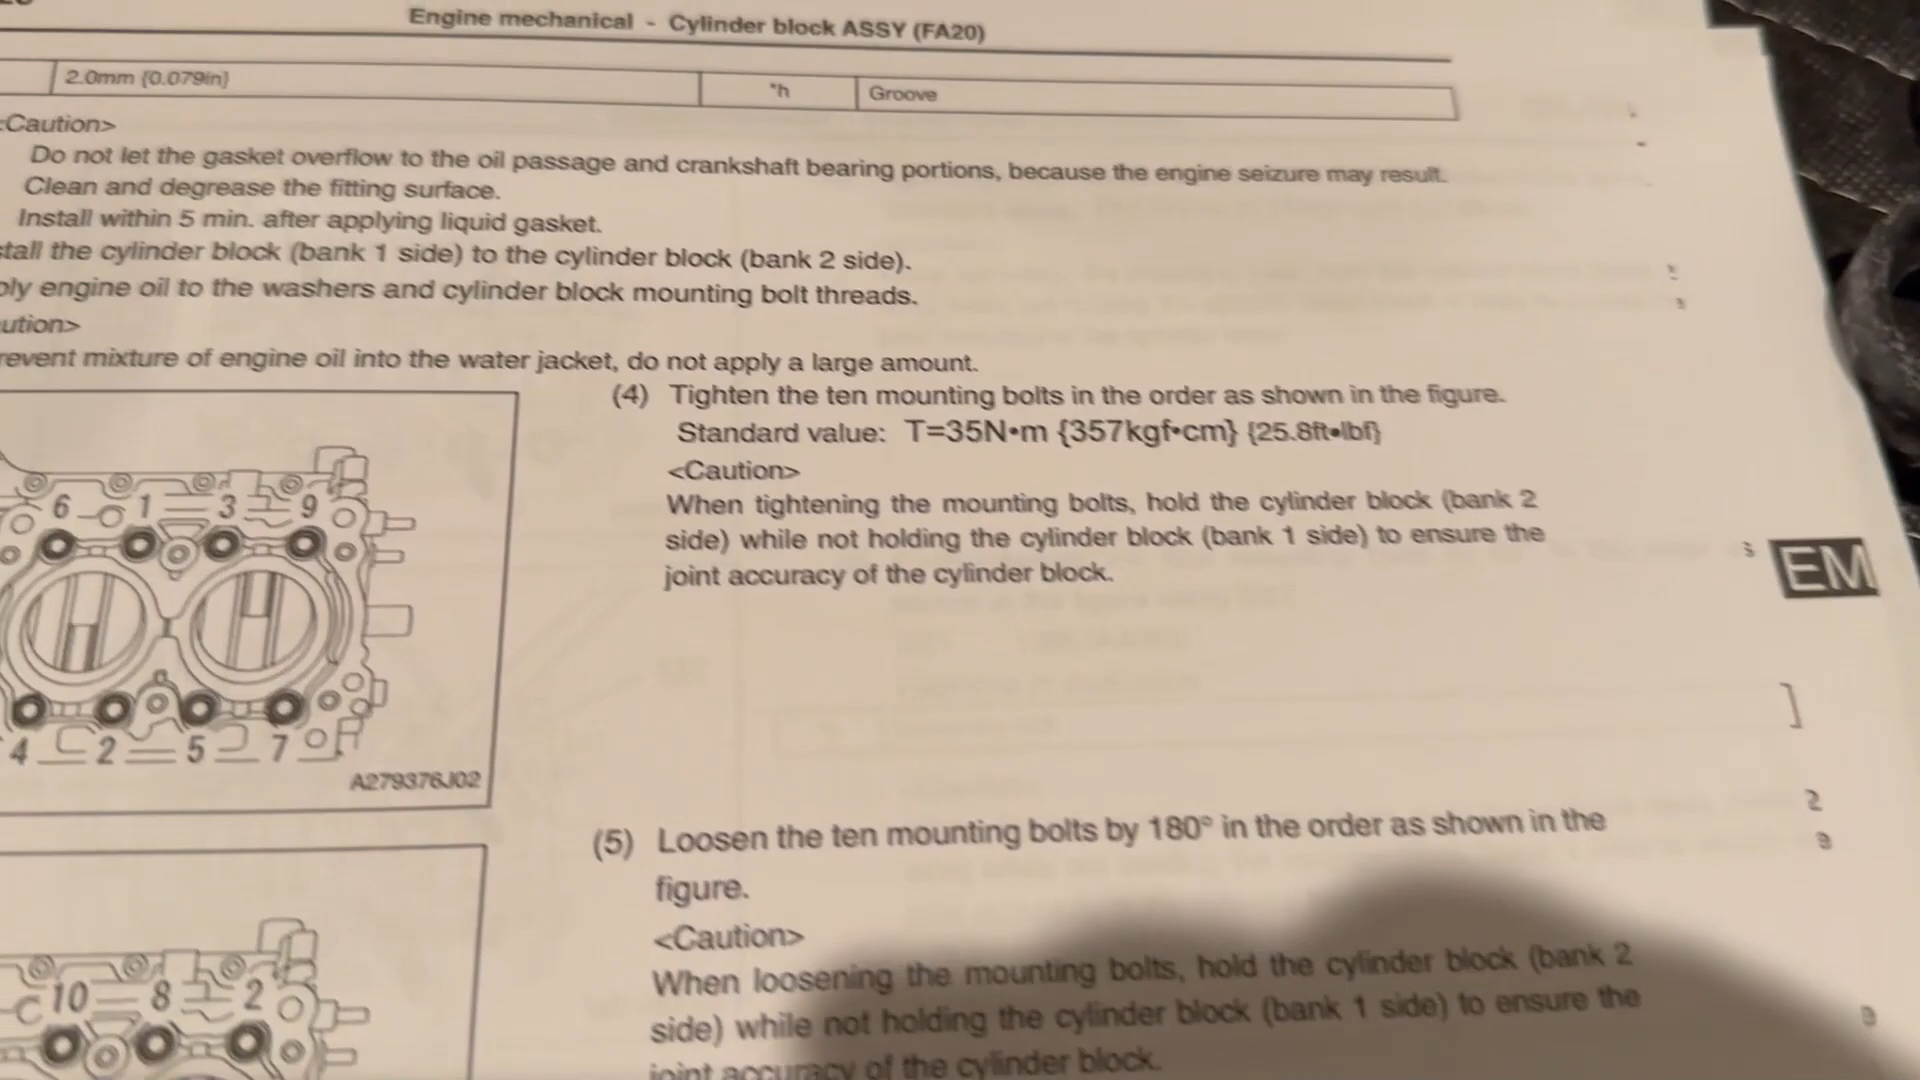 Engine mechanical - Cylinder block ASSY (FA20)
2.0mm {0.079in} *h Groove
<Caution>
Do not let the gasket overflow to the oil passage and crankshaft bearing portions, because the engine seizure may result.
Clean and degrease the fitting surface.
Install within 5 min. after applying liquid gasket.
stall the cylinder block (bank 1 side) to the cylinder block (bank 2 side).
ply engine oil to the washers and cylinder block mounting bolt threads.
ution>
revent mixture of engine oil into the water jacket, do not apply a large amount.
(4) Tighten the ten mounting bolts in the order as shown in the figure.
Standard value: T=35N•m {357kgf•cm} {25.8ft•lbf}
<Caution>
When tightening the mounting bolts, hold the cylinder block (bank 2
side) while not holding the cylinder block (bank 1 side) to ensure the
joint accuracy of the cylinder block.
6 1 3 9
4 2 5 7
A279376J02
EM
(5) Loosen the ten mounting bolts by 180° in the order as shown in the
figure.
<Caution>
When loosening the mounting bolts, hold the cylinder block (bank 2
side) while not holding the cylinder block (bank 1 side) to ensure the
joint accuracy of the cylinder block.
10 8 2